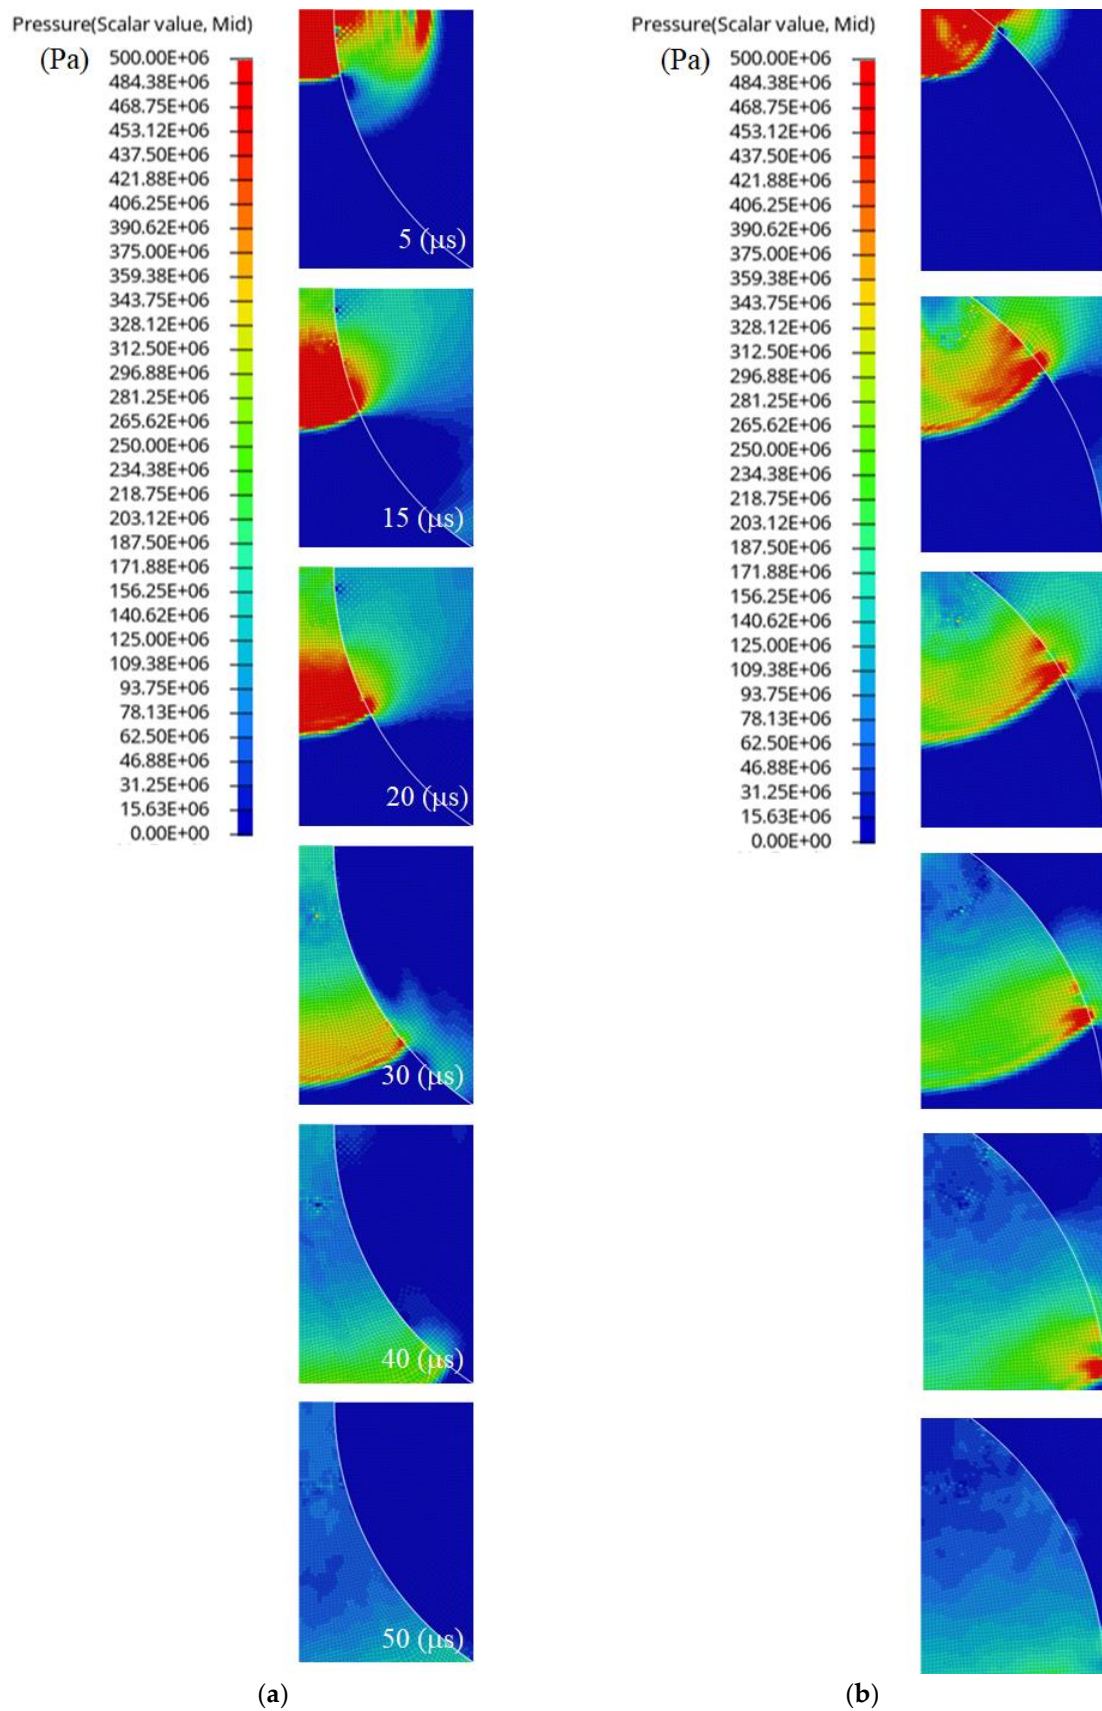 Pressure(Scalar value, Mid)
(Pa)
500.00E+06
484.38E+06
468.75E+06
453.12E+06
437.50E+06
421.88E+06
406.25E+06
390.62E+06
375.00E+06
359.38E+06
343.75E+06
328.12E+06
312.50E+06
296.88E+06
281.25E+06
265.62E+06
250.00E+06
234.38E+06
218.75E+06
203.12E+06
187.50E+06
171.88E+06
156.25E+06
140.62E+06
125.00E+06
109.38E+06
93.75E+06
78.13E+06
62.50E+06
46.88E+06
31.25E+06
15.63E+06
0.00E+00
5 (μs)
15 (μs)
20 (μs)
30 (μs)
40 (μs)
50 (μs)
(a)
Pressure(Scalar value, Mid)
(Pa)
500.00E+06
484.38E+06
468.75E+06
453.12E+06
437.50E+06
421.88E+06
406.25E+06
390.62E+06
375.00E+06
359.38E+06
343.75E+06
328.12E+06
312.50E+06
296.88E+06
281.25E+06
265.62E+06
250.00E+06
234.38E+06
218.75E+06
203.12E+06
187.50E+06
171.88E+06
156.25E+06
140.62E+06
125.00E+06
109.38E+06
93.75E+06
78.13E+06
62.50E+06
46.88E+06
31.25E+06
15.63E+06
0.00E+00
(b)